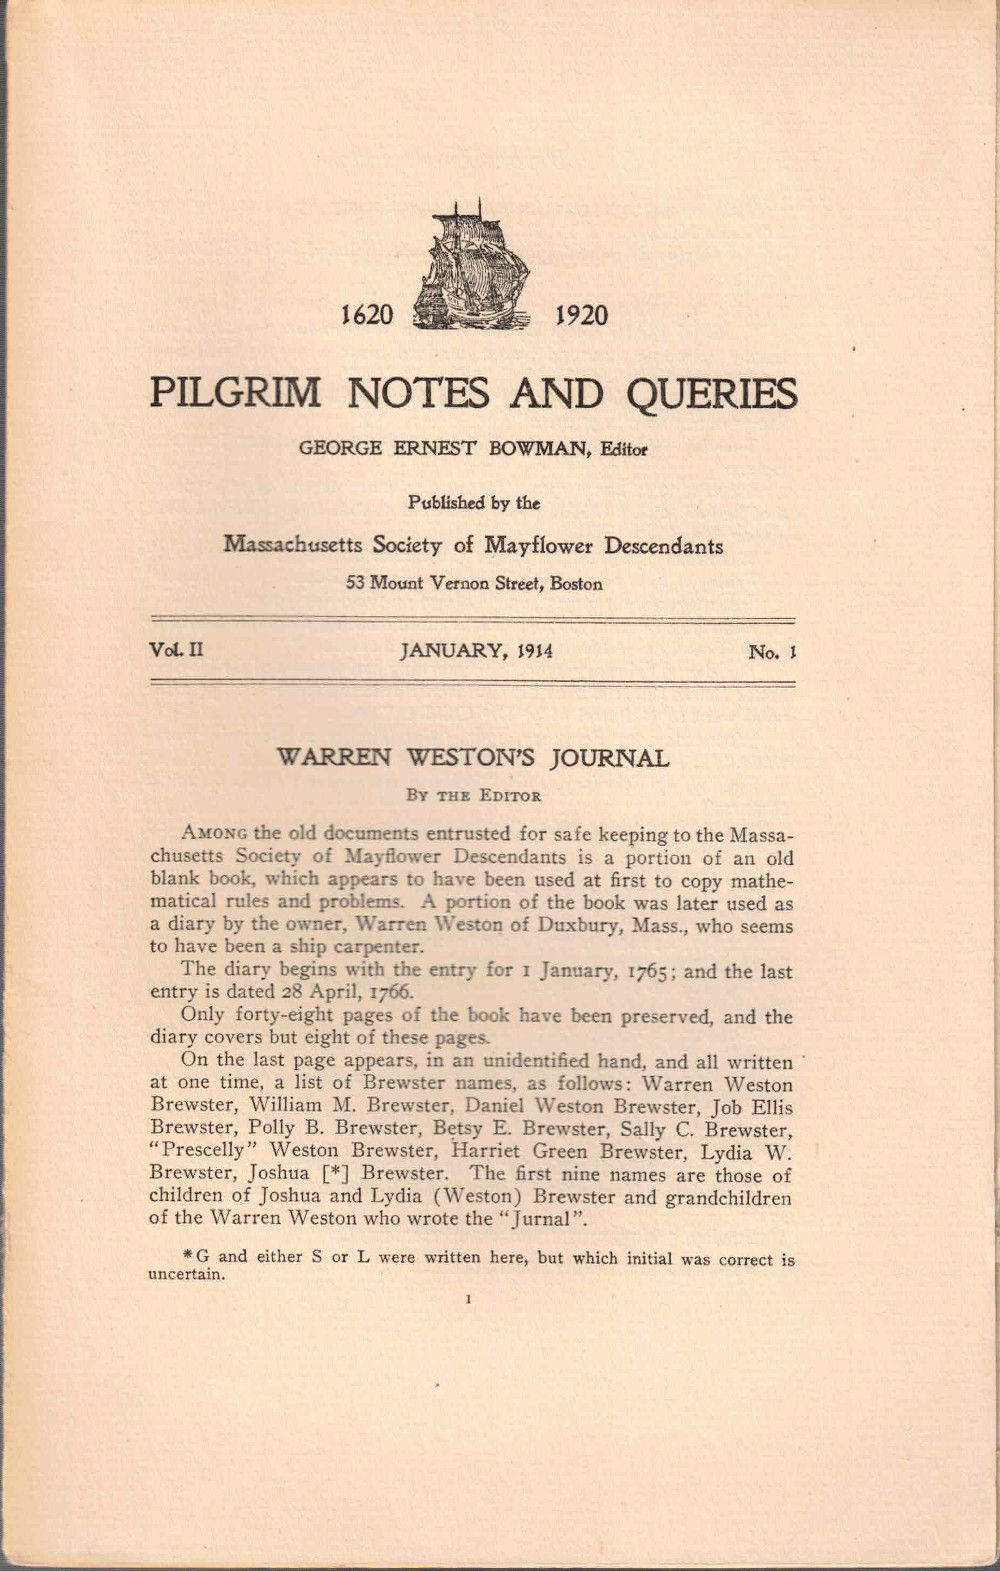 1620 1920
PILGRIM NOTES AND QUERIES
GEORGE ERNEST BOWMAN, Editor
Published by the
Massachusetts Society of Mayflower Descendants
53 Mount Vernon Street, Boston
Vol. II JANUARY, 1914 No. 1
WARREN WESTON'S JOURNAL
BY THE EDITOR
AMONG the old documents entrusted for safe keeping to the Massa-
chusetts Society of Mayflower Descendants is a portion of an old
blank book, which appears to have been used at first to copy mathe-
matical rules and problems. A portion of the book was later used as
a diary by the owner, Warren Weston of Duxbury, Mass., who seems
to have been a ship carpenter.
The diary begins with the entry for 1 January, 1765; and the last
entry is dated 28 April, 1766.
Only forty-eight pages of the book have been preserved, and the
diary covers but eight of these pages.
On the last page appears, in an unidentified hand, and all written
at one time, a list of Brewster names, as follows: Warren Weston
Brewster, William M. Brewster, Daniel Weston Brewster, Job Ellis
Brewster, Polly B. Brewster, Betsy E. Brewster, Sally C. Brewster,
"Prescelly" Weston Brewster, Harriet Green Brewster, Lydia W.
Brewster, Joshua [*] Brewster. The first nine names are those of
children of Joshua and Lydia (Weston) Brewster and grandchildren
of the Warren Weston who wrote the "Jurnal".
*G and either S or L were written here, but which initial was correct is
uncertain.
1